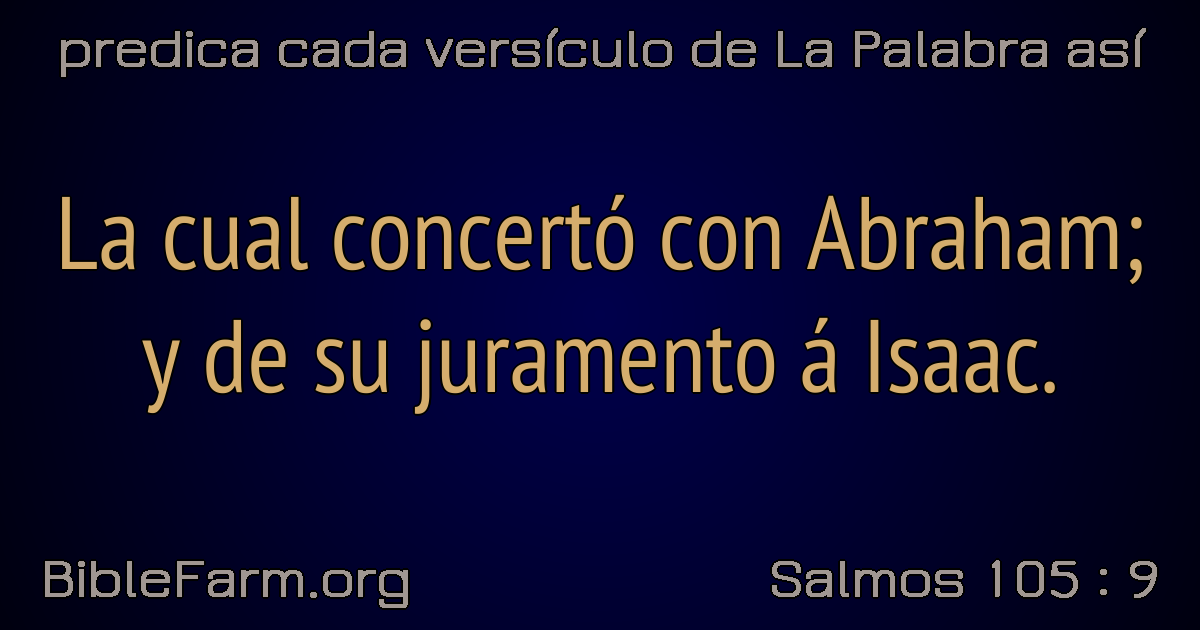 predica cada versículo de La Palabra así
La cual concertó con Abraham;
y de su juramento á Isaac.
BibleFarm.org
Salmos 105 : 9